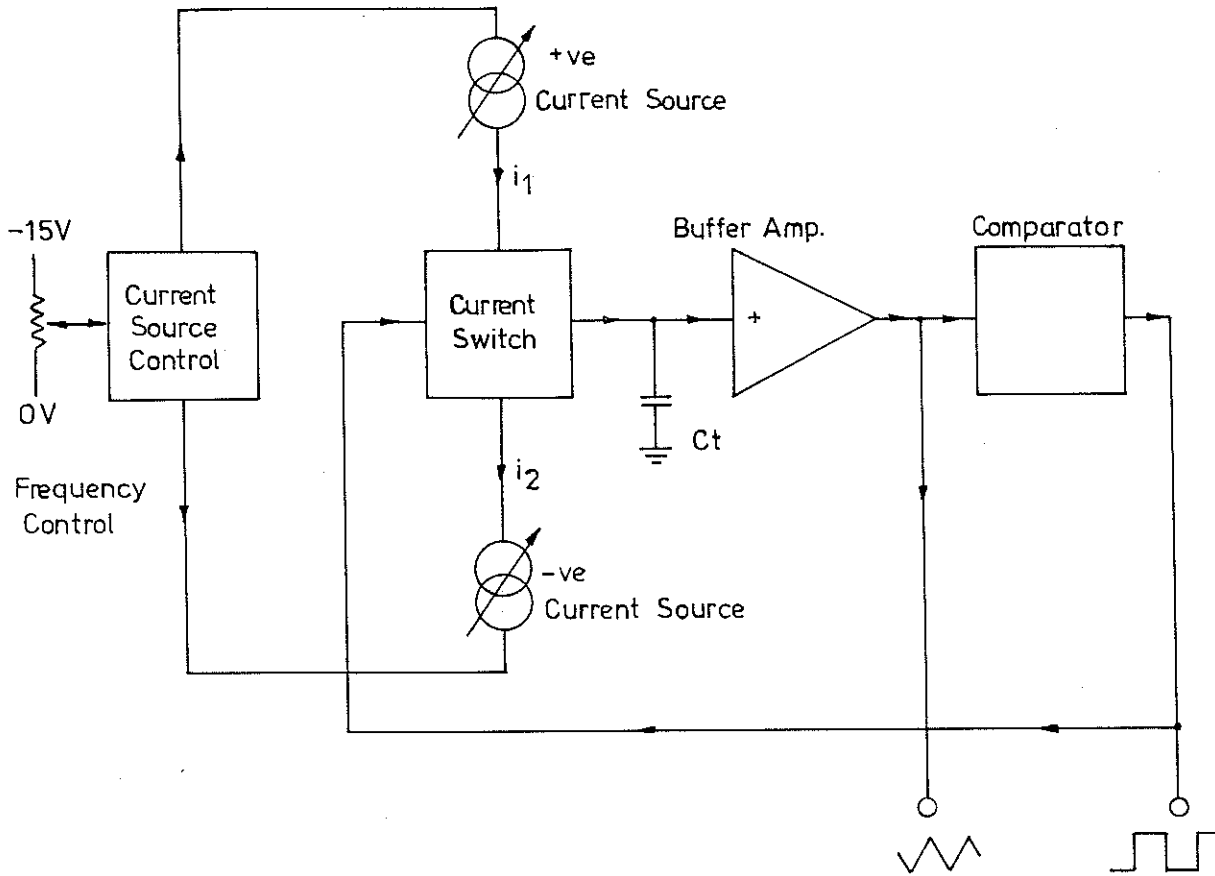 +ve
Current Source
i1
-15V
Current
Source
Control
0V
Frequency
Control
Current
Switch
i2
-ve
Current Source
Buffer Amp.
+
Ct
Comparator